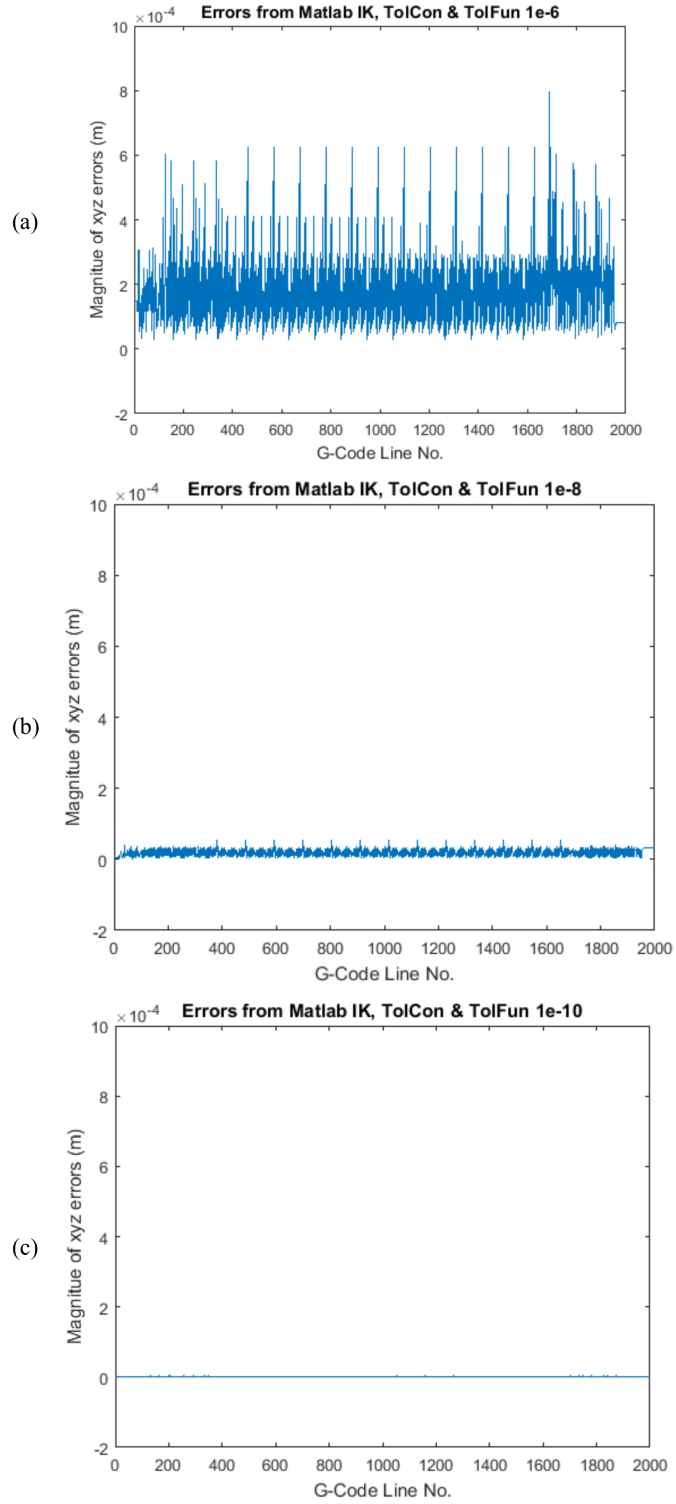 Errors from Matlab IK, TolCon & TolFun 1e-6
×10-4
10
8
6
4
2
0
-2
Magnitue of xyz errors (m)
(a)
0 200 400 600 800 1000 1200 1400 1600 1800 2000
G-Code Line No.
Errors from Matlab IK, TolCon & TolFun 1e-8
×10-4
10
8
6
4
2
0
-2
Magnitue of xyz errors (m)
(b)
0 200 400 600 800 1000 1200 1400 1600 1800 2000
G-Code Line No.
Errors from Matlab IK, TolCon & TolFun 1e-10
×10-4
10
8
6
4
2
0
-2
Magnitue of xyz errors (m)
(c)
0 200 400 600 800 1000 1200 1400 1600 1800 2000
G-Code Line No.